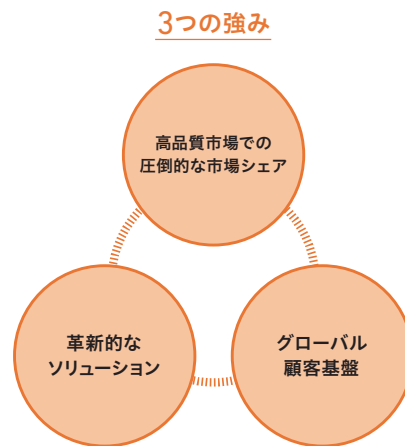 3つの強み
高品質市場での
圧倒的な市場シェア
革新的な
ソリューション
グローバル
顧客基盤